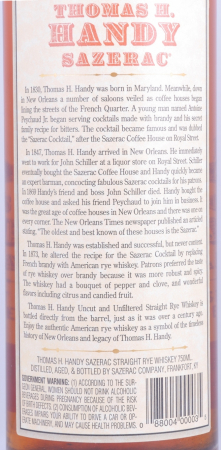 THOMAS H.
HANDY
SAZERAC
In 1830, Thomas H. Handy was born in Maryland. Meanwhile, down
in New Orleans a number of saloons veiled as coffee houses began
lining the streets of the French Quarter. A young man named Antoine
Peychaud Jr. began serving cocktails made with brandy and his secret
family recipe for bitters. The cocktail became famous and was dubbed
the "Sazerac Cocktail," after the Sazerac Coffee House on Royal Street.
In 1847, Thomas H. Handy arrived in New Orleans. He immediately
went to work for John Schiller at a liquor store on Royal Street. Schiller
eventually bought the Sazerac Coffee House and Handy quickly became
an expert barman, concocting fabulous Sazerac cocktails for his patrons.
In 1869 Handy's friend and boss John Schiller died. Handy bought the
coffee house and asked his friend Peychaud to join him in business. It
was the great age of coffee houses in New Orleans and there was one at
every corner. The New Orleans Times newspaper published an article
stating, "The oldest and best known of these houses is the Sazerac."
Thomas H. Handy was established and successful, but never content.
In 1873, he altered the recipe for the Sazerac Cocktail by replacing
French brandy with American rye whiskey. Patrons preferred the taste
of rye whiskey over brandy because it was more robust and spicy.
The whiskey had a bouquet of pepper and clove, and wonderful
flavors including citrus and candied fruit.
Thomas H. Handy Uncut and Unfiltered Straight Rye Whiskey is
bottled directly from the barrel, just as it was over a century ago.
Enjoy the authentic American rye whiskey as a symbol of the timeless
history of New Orleans and legacy of Thomas H. Handy.
THOMAS H. HANDY SAZERAC STRAIGHT RYE WHISKEY 750ML
DISTILLED, AGED, & BOTTLED BY SAZERAC COMPANY, FRANKFORT, KY
GOVERNMENT WARNING: (1) ACCORDING TO THE SUR-
GEON GENERAL, WOMEN SHOULD NOT DRINK ALCOHOLIC
BEVERAGES DURING PREGNANCY BECAUSE OF THE RISK
OF BIRTH DEFECTS. (2) CONSUMPTION OF ALCOHOLIC BEV-
ERAGES IMPAIRS YOUR ABILITY TO DRIVE A CAR OR OP-
ERATE MACHINERY, AND MAY CAUSE HEALTH PROBLEMS.